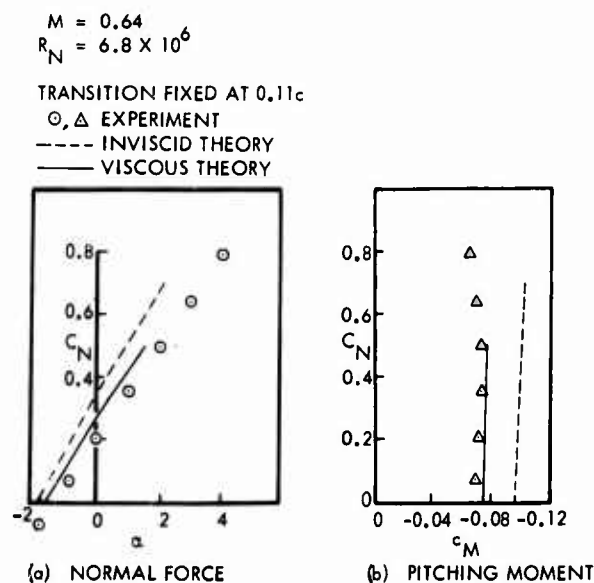 M = 0.64
R_N = 6.8 X 10^6
TRANSITION FIXED AT 0.11c
⊙, △ EXPERIMENT
---- INVISCID THEORY
—— VISCOUS THEORY
0.8
0.6
C_N
0.4
0.2
0
-2 0 2 4
α
(a) NORMAL FORCE
0.8
0.6
C_N
0.4
0.2
0
0 -0.04 -0.08 -0.12
c_M
(b) PITCHING MOMENT